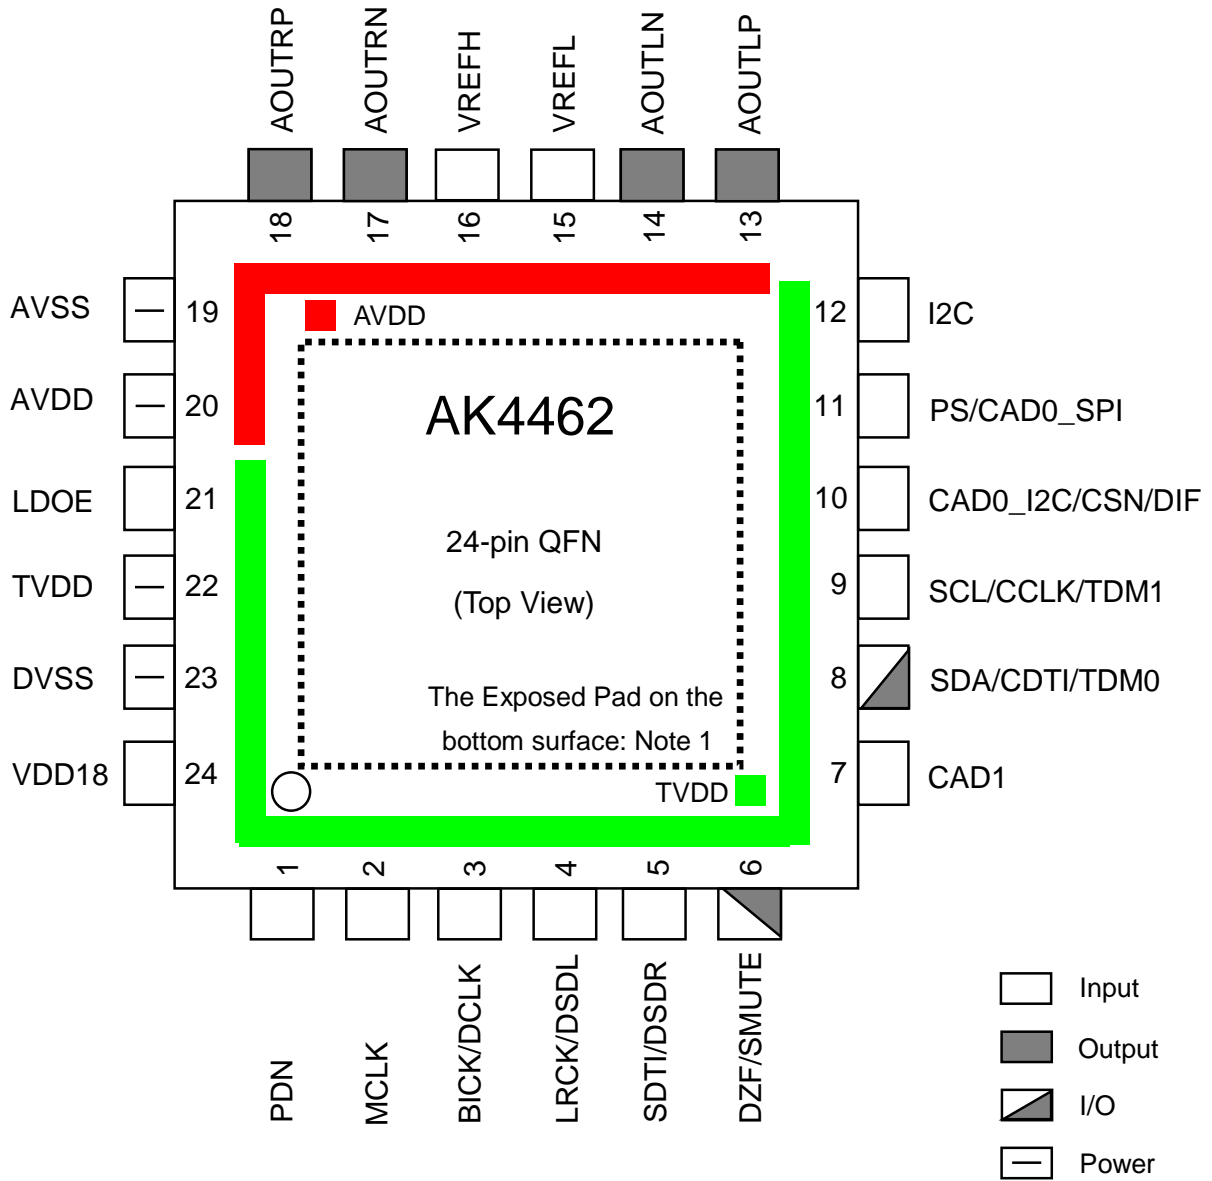 AOUTRP
AOUTRN
VREFH
VREFL
AOUTLN
AOUTLP
18
17
16
15
14
13
AVSS
19
AVDD
12
I2C
AVDD
20
AK4462
11
PS/CAD0_SPI
LDOE
21
10
CAD0_I2C/CSN/DIF
24-pin QFN
TVDD
22
(Top View)
9
SCL/CCLK/TDM1
DVSS
23
The Exposed Pad on the
bottom surface: Note 1
8
SDA/CDTI/TDM0
VDD18
24
TVDD
7
CAD1
1
2
3
4
5
6
PDN
MCLK
BICK/DCLK
LRCK/DSDL
SDTI/DSDR
DZF/SMUTE
Input
Output
I/O
Power